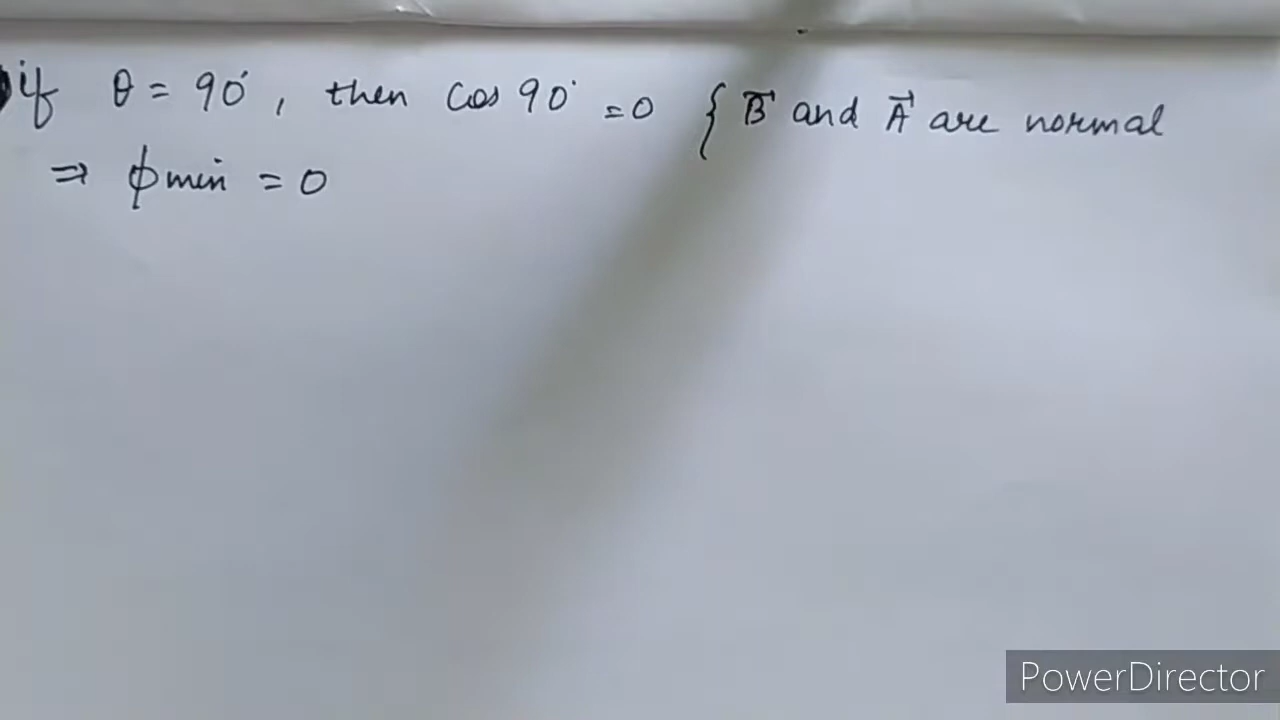 if θ = 90°, then cos 90° = 0 { B⃗ and A⃗ are normal
⇒ ϕmin = 0
PowerDirector